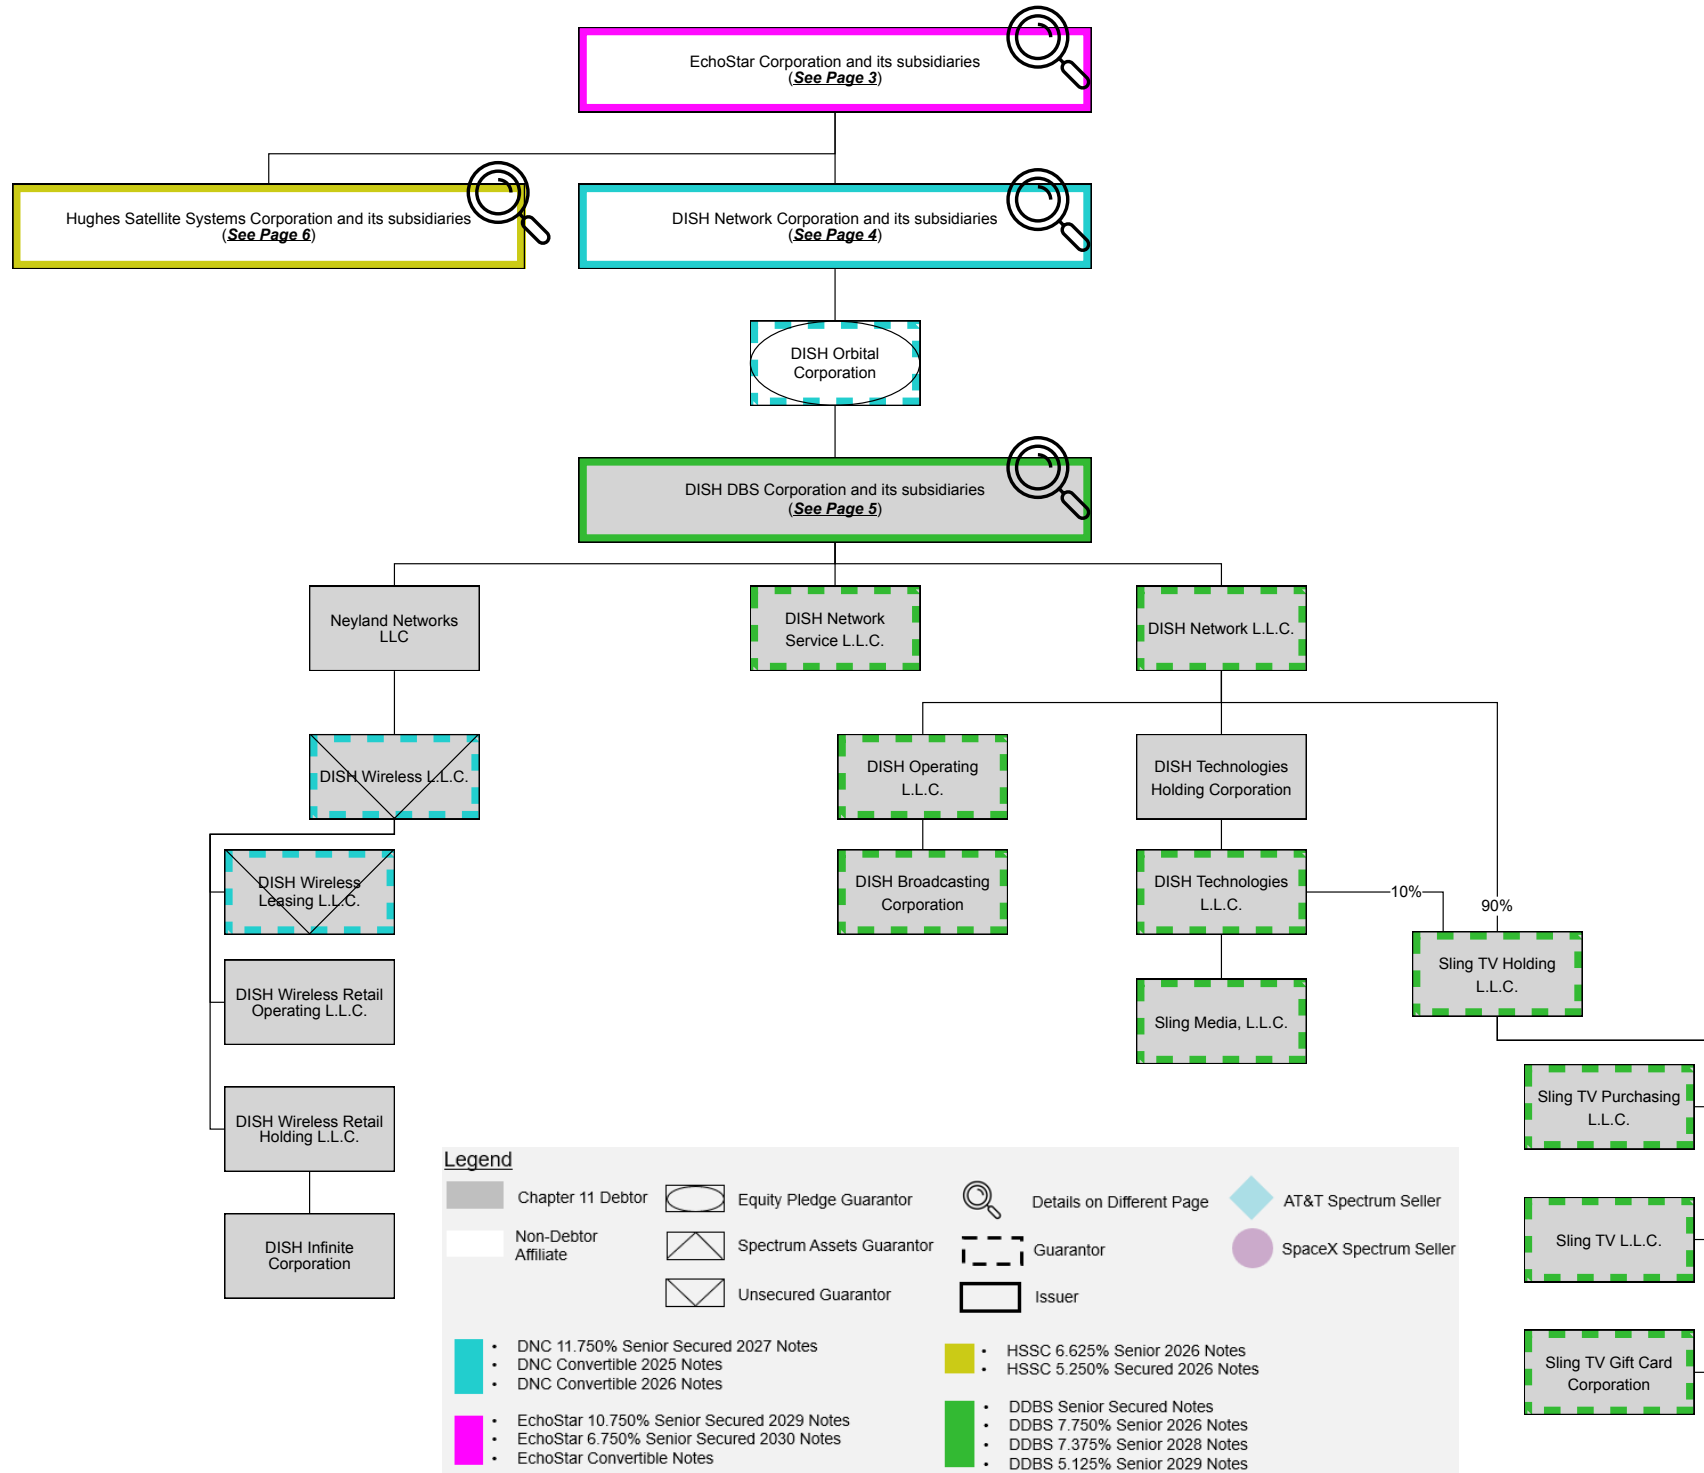 EchoStar Corporation and its subsidiaries
(See Page 3)
Hughes Satellite Systems Corporation and its subsidiaries
(See Page 6)
DISH Network Corporation and its subsidiaries
(See Page 4)
DISH Orbital
Corporation
DISH DBS Corporation and its subsidiaries
(See Page 5)
Neyland Networks
LLC
DISH Network
Service L.L.C.
DISH Network L.L.C.
DISH Wireless L.L.C.
DISH Operating
L.L.C.
DISH Technologies
Holding Corporation
DISH Wireless
Leasing L.L.C.
DISH Broadcasting
Corporation
DISH Technologies
L.L.C.
10%
90%
Sling TV Holding
L.L.C.
DISH Wireless Retail
Operating L.L.C.
Sling Media, L.L.C.
DISH Wireless Retail
Holding L.L.C.
Sling TV Purchasing
L.L.C.
DISH Infinite
Corporation
Sling TV L.L.C.
Sling TV Gift Card
Corporation
Legend
Chapter 11 Debtor
Non-Debtor
Affiliate
Equity Pledge Guarantor
Spectrum Assets Guarantor
Unsecured Guarantor
Details on Different Page
Guarantor
Issuer
AT&T Spectrum Seller
SpaceX Spectrum Seller
• DNC 11.750% Senior Secured 2027 Notes
• DNC Convertible 2025 Notes
• DNC Convertible 2026 Notes
• EchoStar 10.750% Senior Secured 2029 Notes
• EchoStar 6.750% Senior Secured 2030 Notes
• EchoStar Convertible Notes
• HSSC 6.625% Senior 2026 Notes
• HSSC 5.250% Secured 2026 Notes
• DDBS Senior Secured Notes
• DDBS 7.750% Senior 2026 Notes
• DDBS 7.375% Senior 2028 Notes
• DDBS 5.125% Senior 2029 Notes